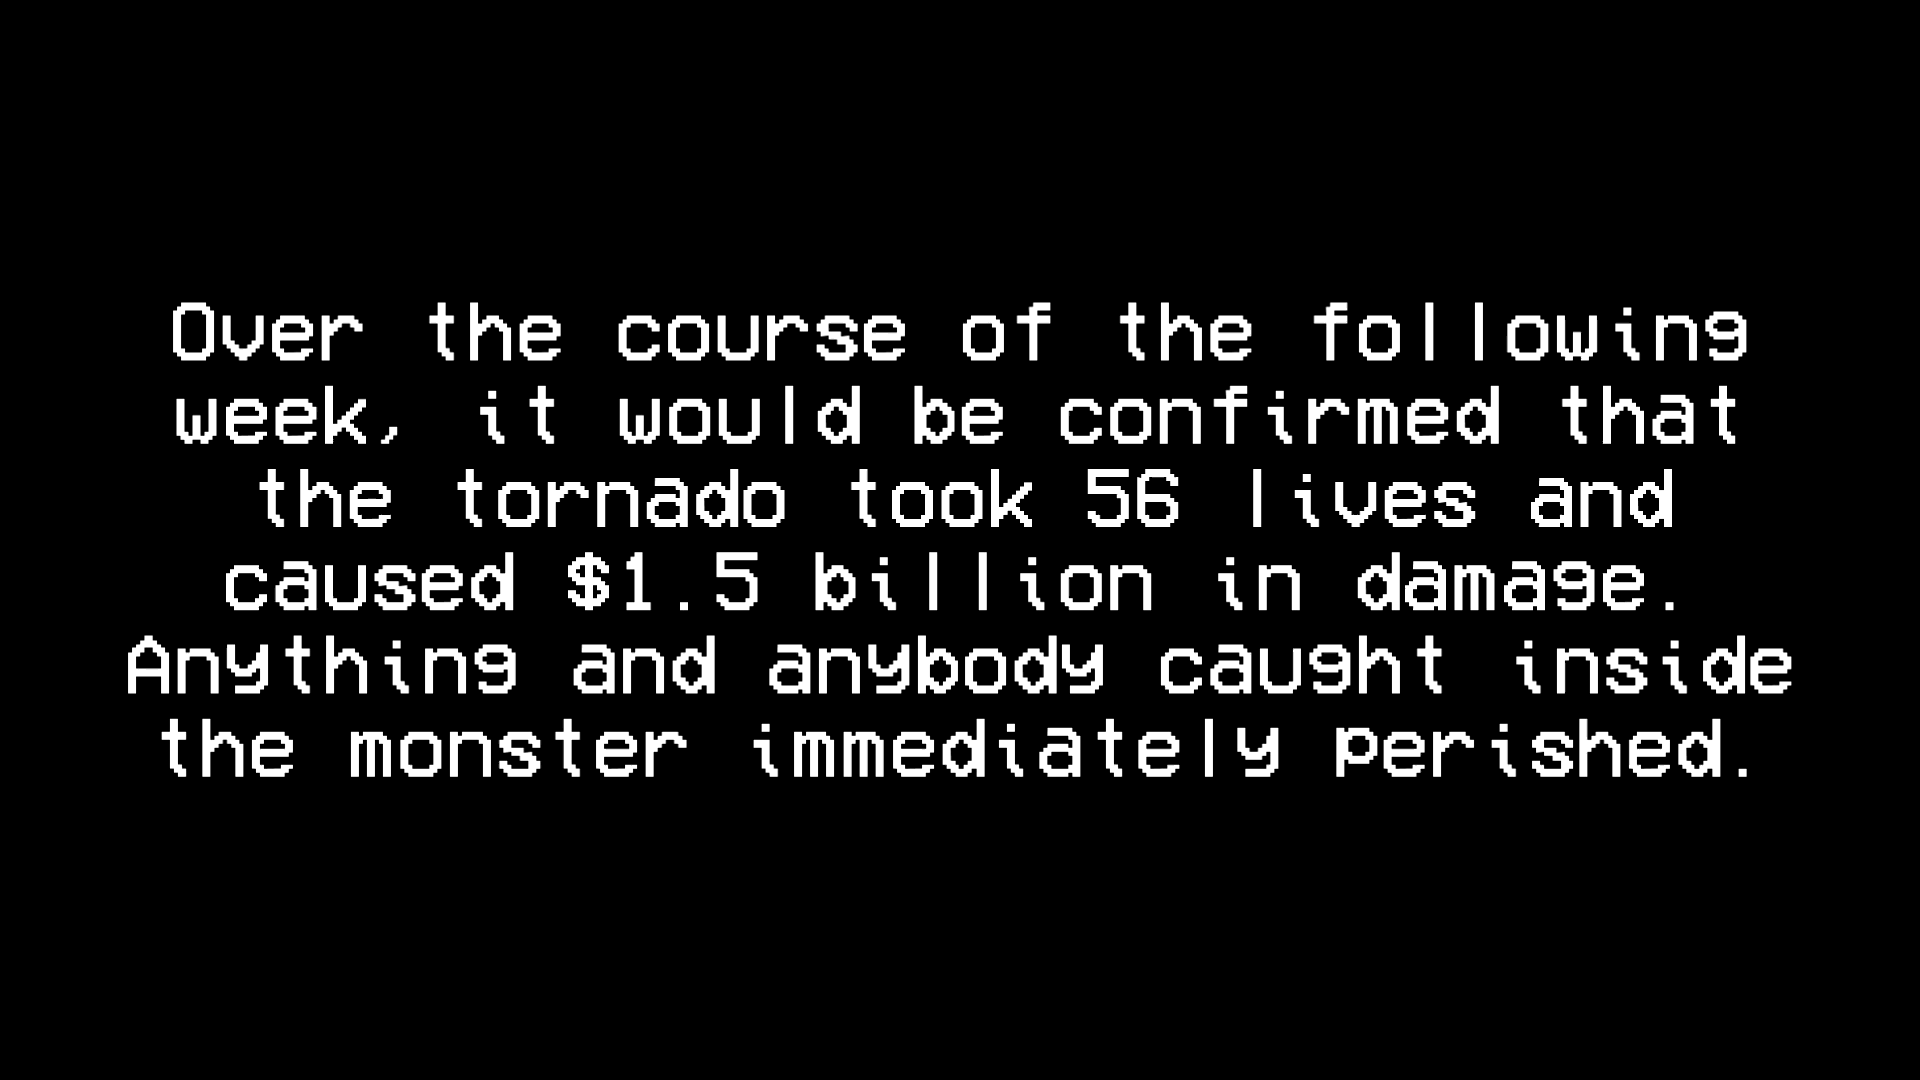 Over the course of the following
week, it would be confirmed that
the tornado took 56 lives and
caused $1.5 billion in damage.
Anything and anybody caught inside
the monster immediately perished.